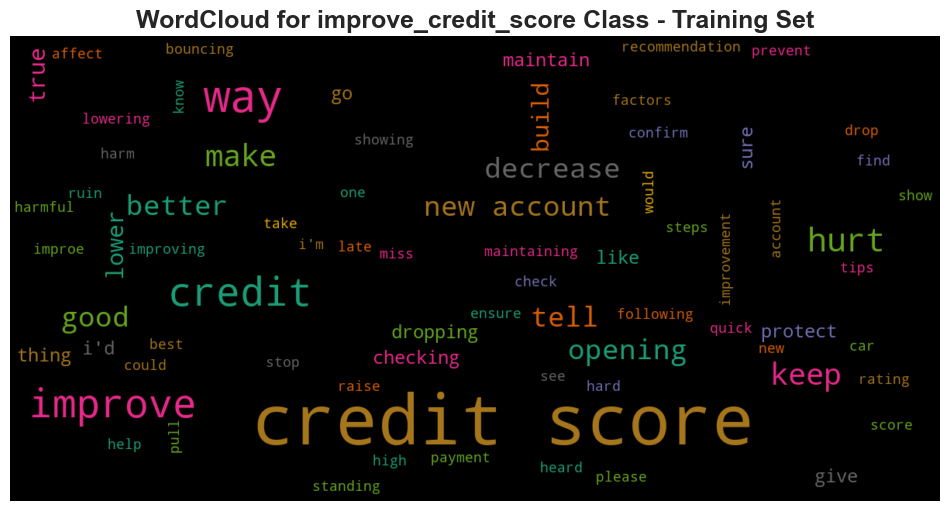 WordCloud for improve_credit_score Class - Training Set
true
affect
bouncing
recommendation
prevent
maintain
know
way
go
build
factors
lowering
confirm
sure
drop
harm
make
showing
decrease
find
ruin
one
would
show
harmful
better
new account
take
steps
account
lower
improe
improving
i'm
late
miss
maintaining
like
improvement
hurt
tips
check
credit
good
ensure
tell
following
quick
protect
dropping
new
car
thing
i'd
best
could
stop
checking
opening
see
keep
rating
raise
hard
improve
credit score
score
help
pull
high
payment
heard
please
give
standing